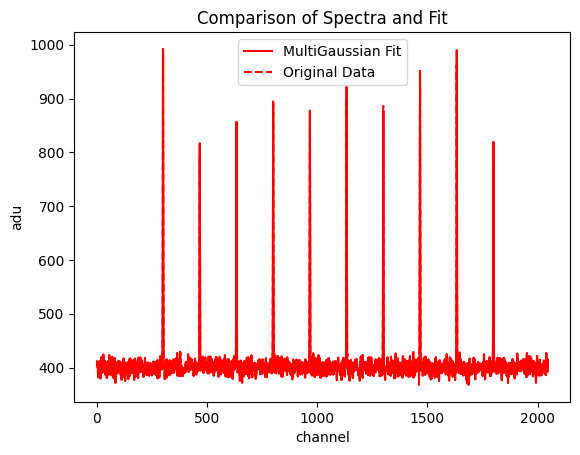 Comparison of Spectra and Fit
MultiGaussian Fit
Original Data
1000
900
800
700
600
500
400
adu
0
500
1000
1500
2000
channel